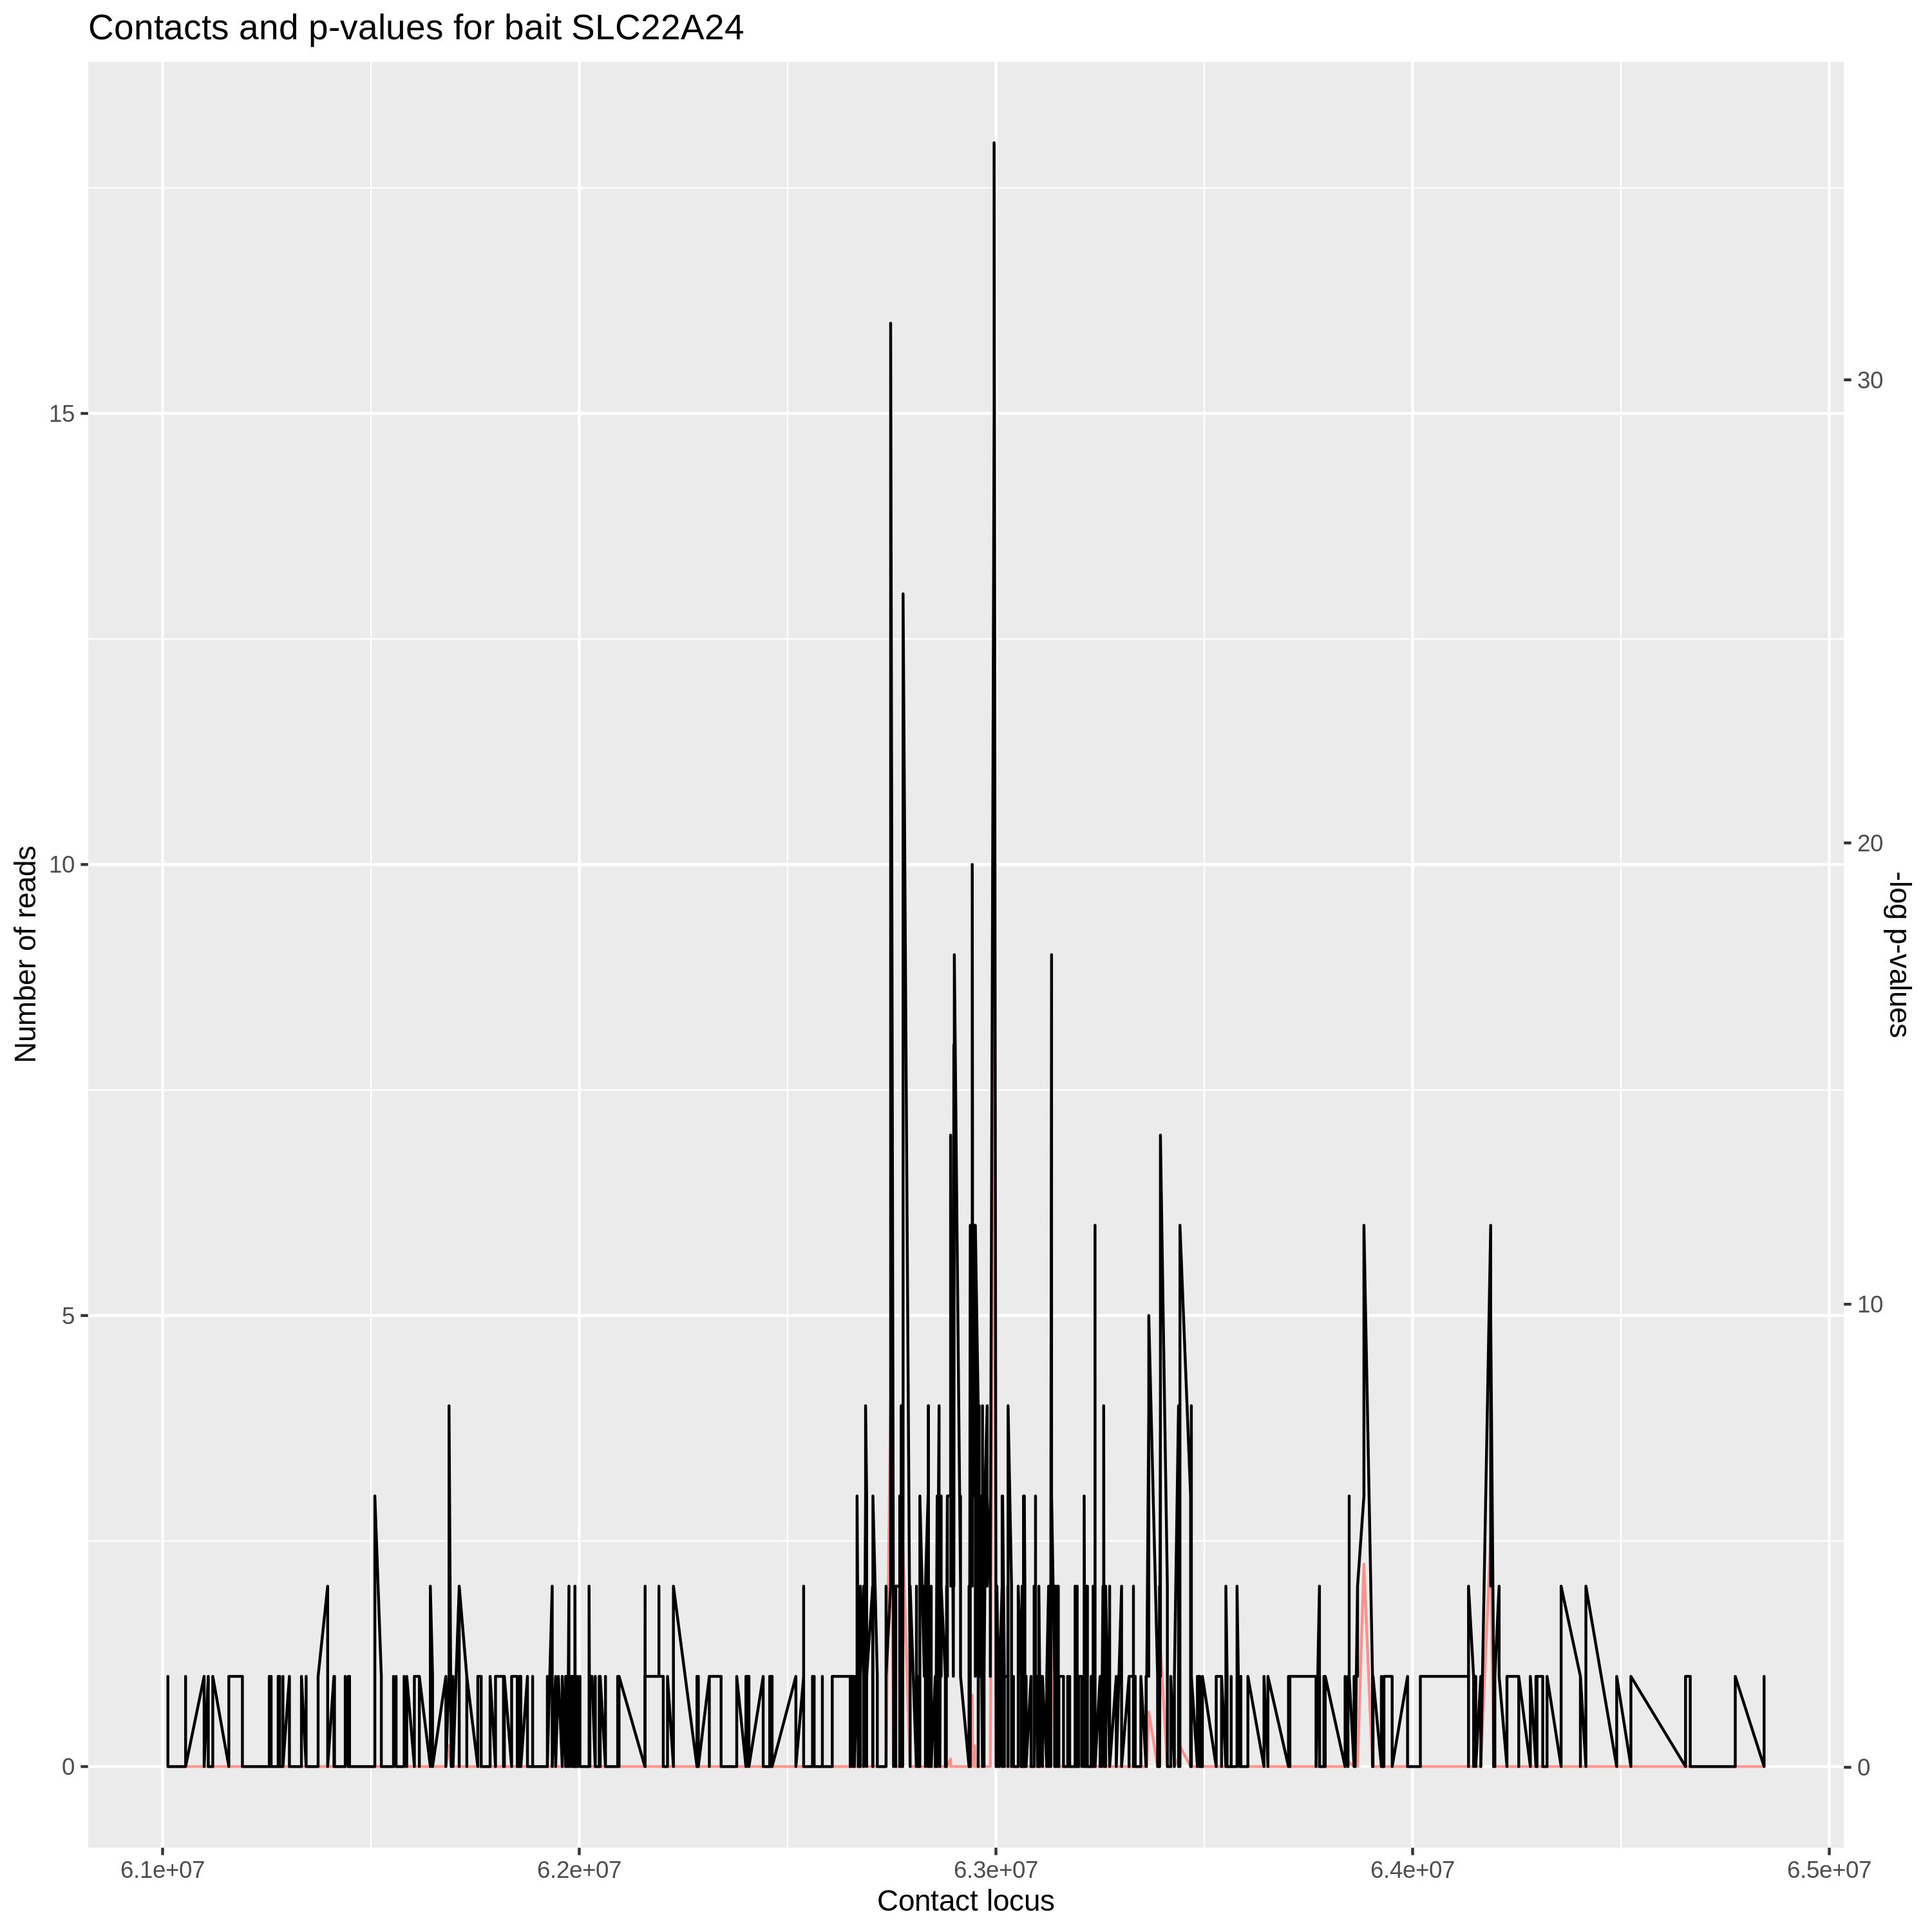 Contacts and p-values for bait SLC22A24
Number of reads
15
10
5
0
30
20
10
0
-log p-values
6.1e+07 6.2e+07 6.3e+07 6.4e+07 6.5e+07
Contact locus